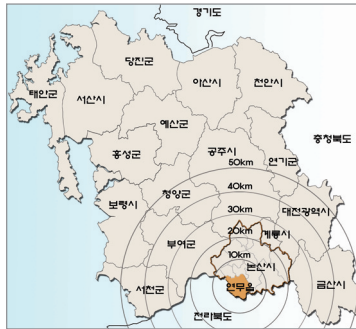 경기도
당진군
아산시
천안시
태안군
서산시
예산군
충청북도
홍성군
공주시
연기군
50km
청양군
40km
보령시
30km
대전광역시
20km
계룡시
부여군
10km
논산시
서천군
연무읍
금산시
전라북도